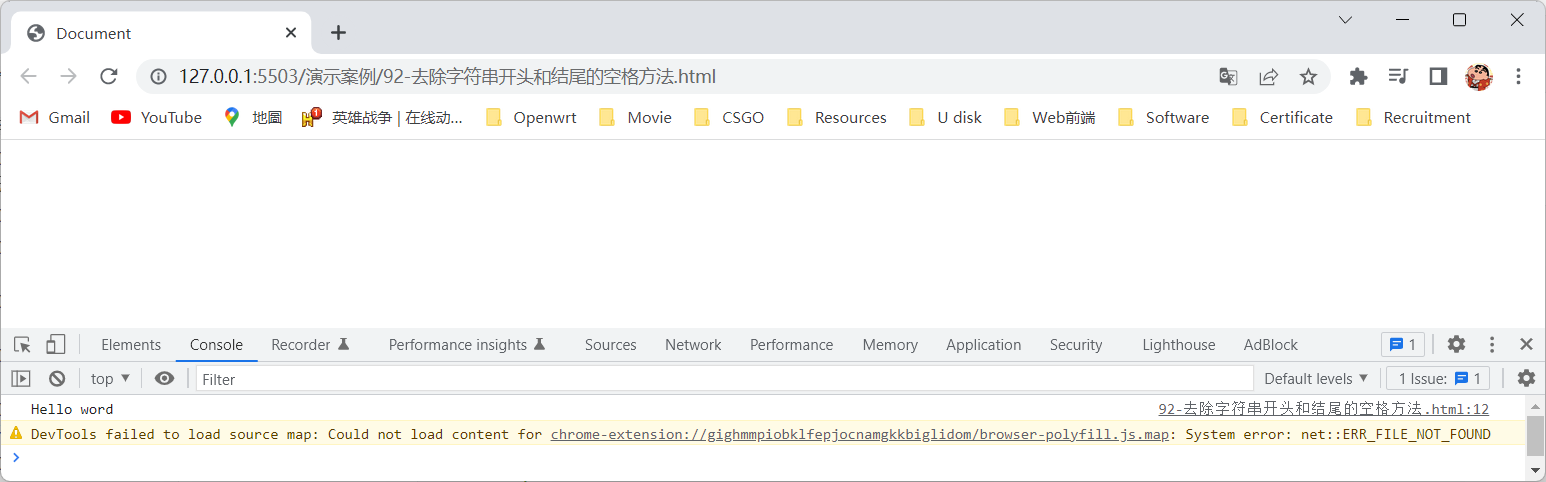 Document
127.0.0.1:5503/演示案例/92-去除字符串开头和结尾的空格方法.html
Gmail YouTube 地圖 英雄战争 | 在线动... Openwrt Movie CSGO Resources U disk Web前端 Software Certificate Recruitment
Elements Console Recorder Performance insights Sources Network Performance Memory Application Security Lighthouse AdBlock 1
top Filter Default levels 1 Issue: 1
Hello word 92-去除字符串开头和结尾的空格方法.html:12
DevTools failed to load source map: Could not load content for chrome-extension://gighmmpiobklfepjocnamgkkbiglidom/browser-polyfill.js.map: System error: net::ERR_FILE_NOT_FOUND